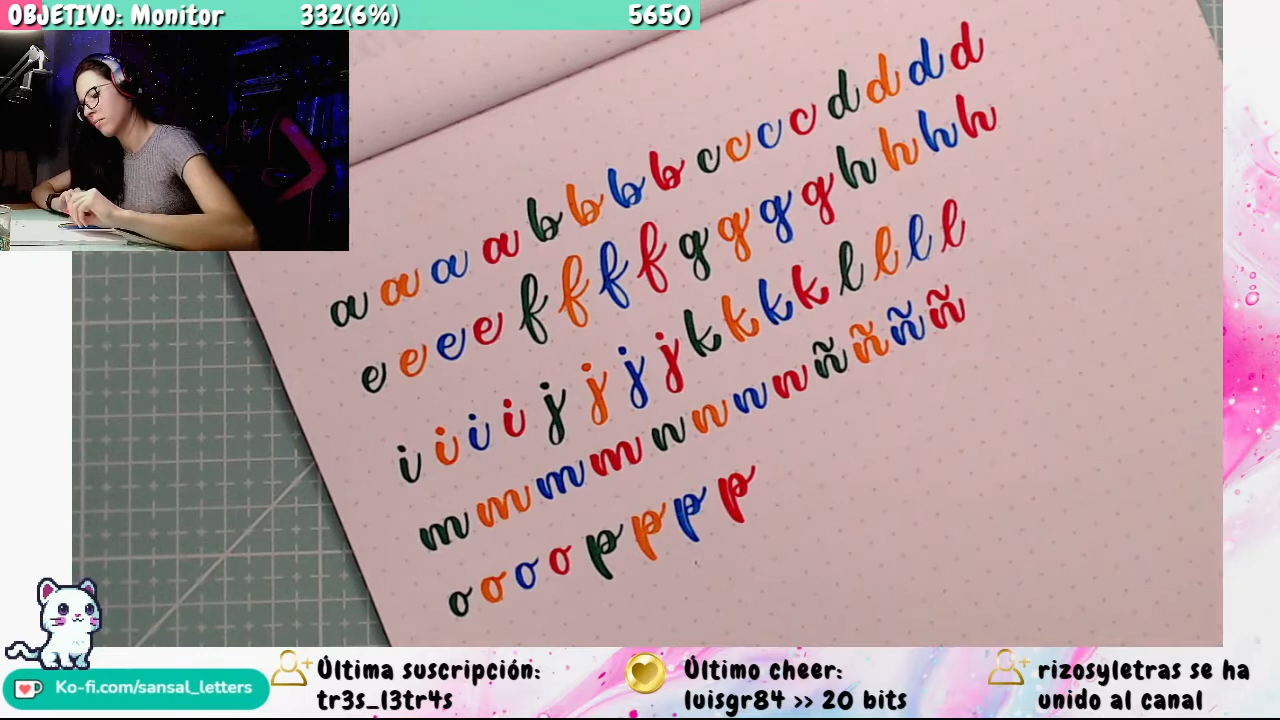 OBJETIVO: Monitor 332(6%) 5650
a a a a b b b b c c c c d d d d
e e e e f f f f g g g g h h h h
i i i i j j j j k k k k l l l l
m m m m n n n n ñ ñ ñ ñ
o o o o p p p p
Ko-fi.com/sansal_letters
Última suscripción:
tr3s_l3tr4s
Último cheer:
luisgr84 >> 20 bits
rizosyletras se ha
unido al canal